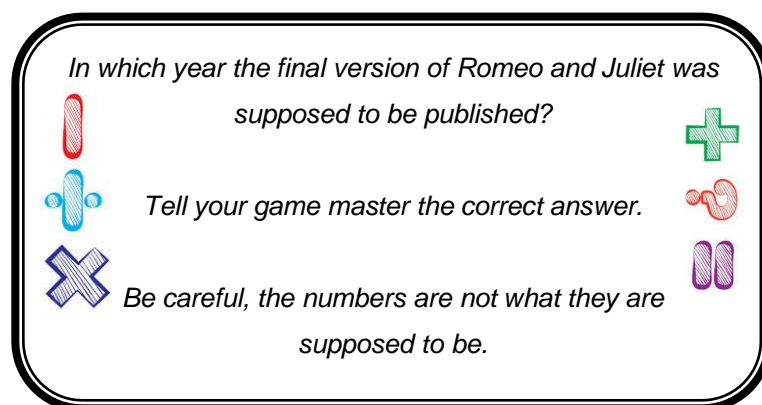 In which year the final version of Romeo and Juliet was
supposed to be published?
Tell your game master the correct answer.
Be careful, the numbers are not what they are
supposed to be.